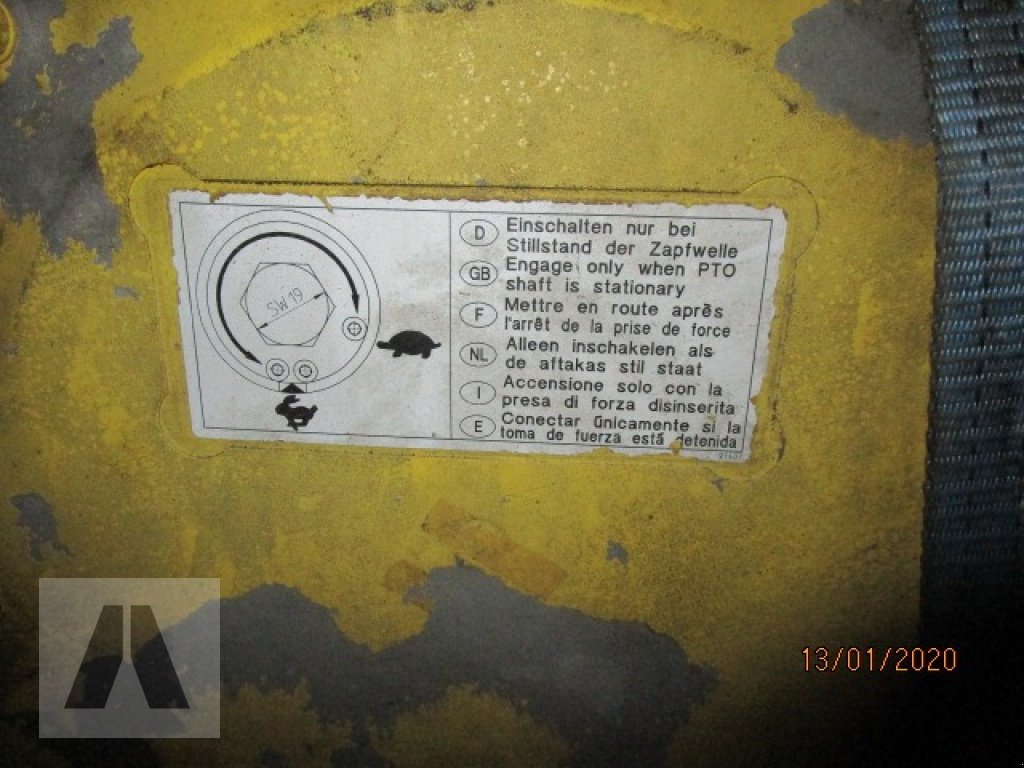 SW 19
D Einschalten nur bei
Stillstand der Zapfwelle
GB Engage only when PTO
shaft is stationary
F Mettre en route aprēs
l'arrêt de la prise de force
NL Alleen inschakelen als
de aftakas stil staat
I Accensione solo con la
presa di forza disinserita
E Conectar ūnicamente si la
toma de fuerza está detenida
13/01/2020